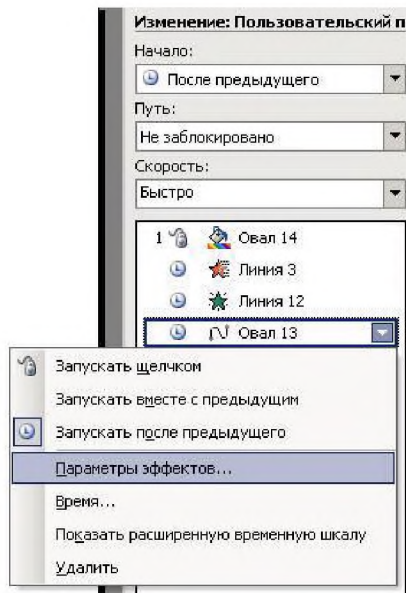 Изменение: Пользовательский п
Начало:
После предыдущего
Путь:
Не заблокировано
Скорость:
Быстро
1 Овал 14
Линия 3
Линия 12
Овал 13
Запускать щелчком
Запускать вместе с предыдущим
Запускать после предыдущего
Параметры эффектов...
Время...
Показать расширенную временную шкалу
Удалить